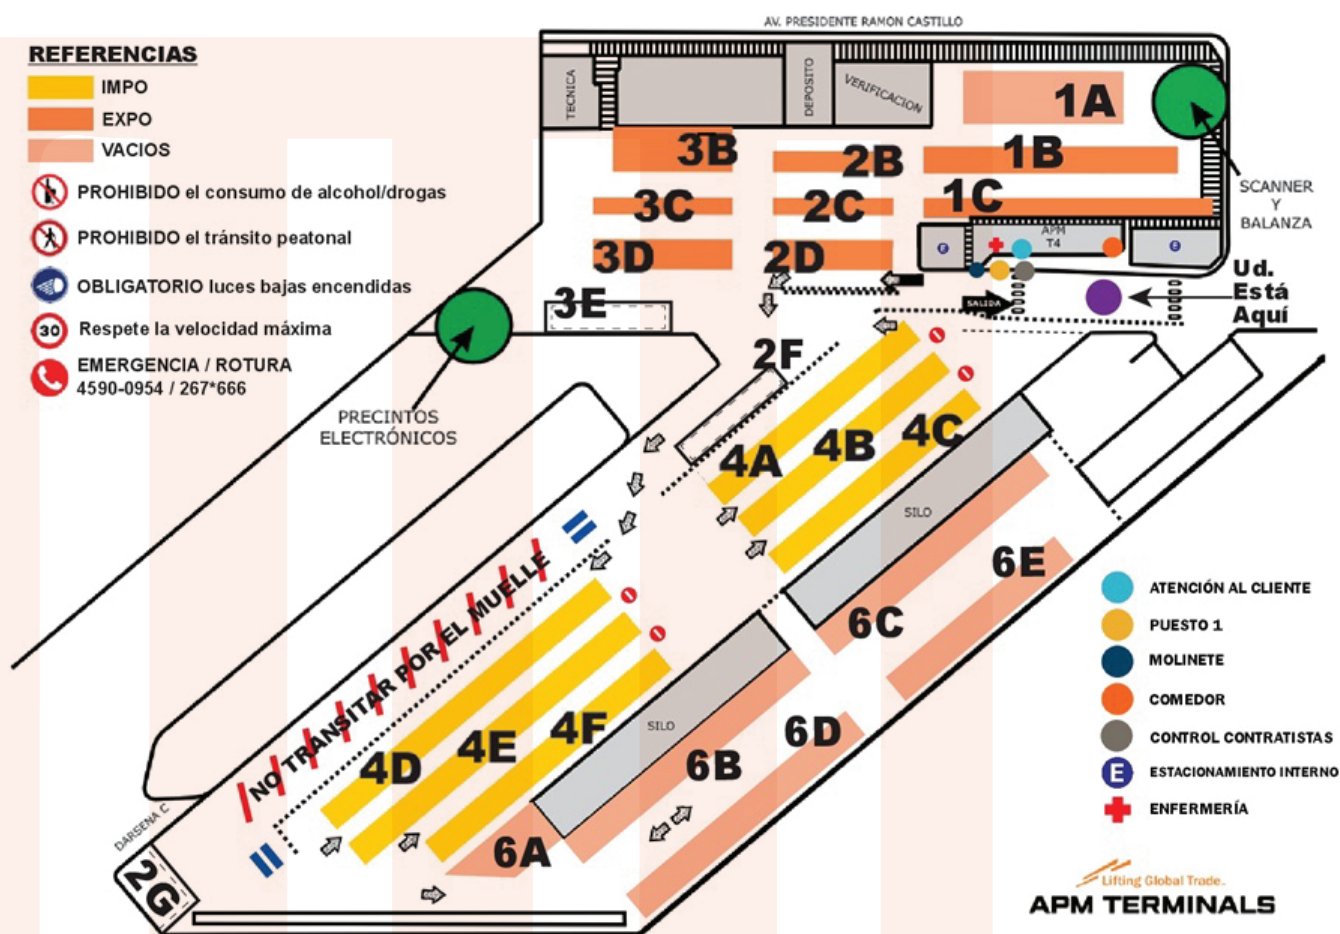 AV. PRESIDENTE RAMON CASTILLO
REFERENCIAS
IMPO
EXPO
VACIOS
PROHIBIDO el consumo de alcohol/drogas
PROHIBIDO el tránsito peatonal
OBLIGATORIO luces bajas encendidas
30
Respete la velocidad máxima
EMERGENCIA / ROTURA
4590-0954 / 267*666
TECNICA
DEPOSITO
VERIFICACION
1A
3B
2B
1B
3C
2C
1C
3D
2D
E
APM
T4
E
SCANNER
Y
BALANZA
Ud.
Está
Aquí
SALIDA
3E
2F
PRECINTOS
ELECTRÓNICOS
4A
4B
4C
SILO
6E
6C
NO TRANSITAR POR EL MUELLE
4D
4E
4F
SILO
6B
6D
6A
DARSENA C
2G
ATENCIÓN AL CLIENTE
PUESTO 1
MOLINETE
COMEDOR
CONTROL CONTRATISTAS
E
ESTACIONAMIENTO INTERNO
ENFERMERÍA
Lifting Global Trade.
APM TERMINALS